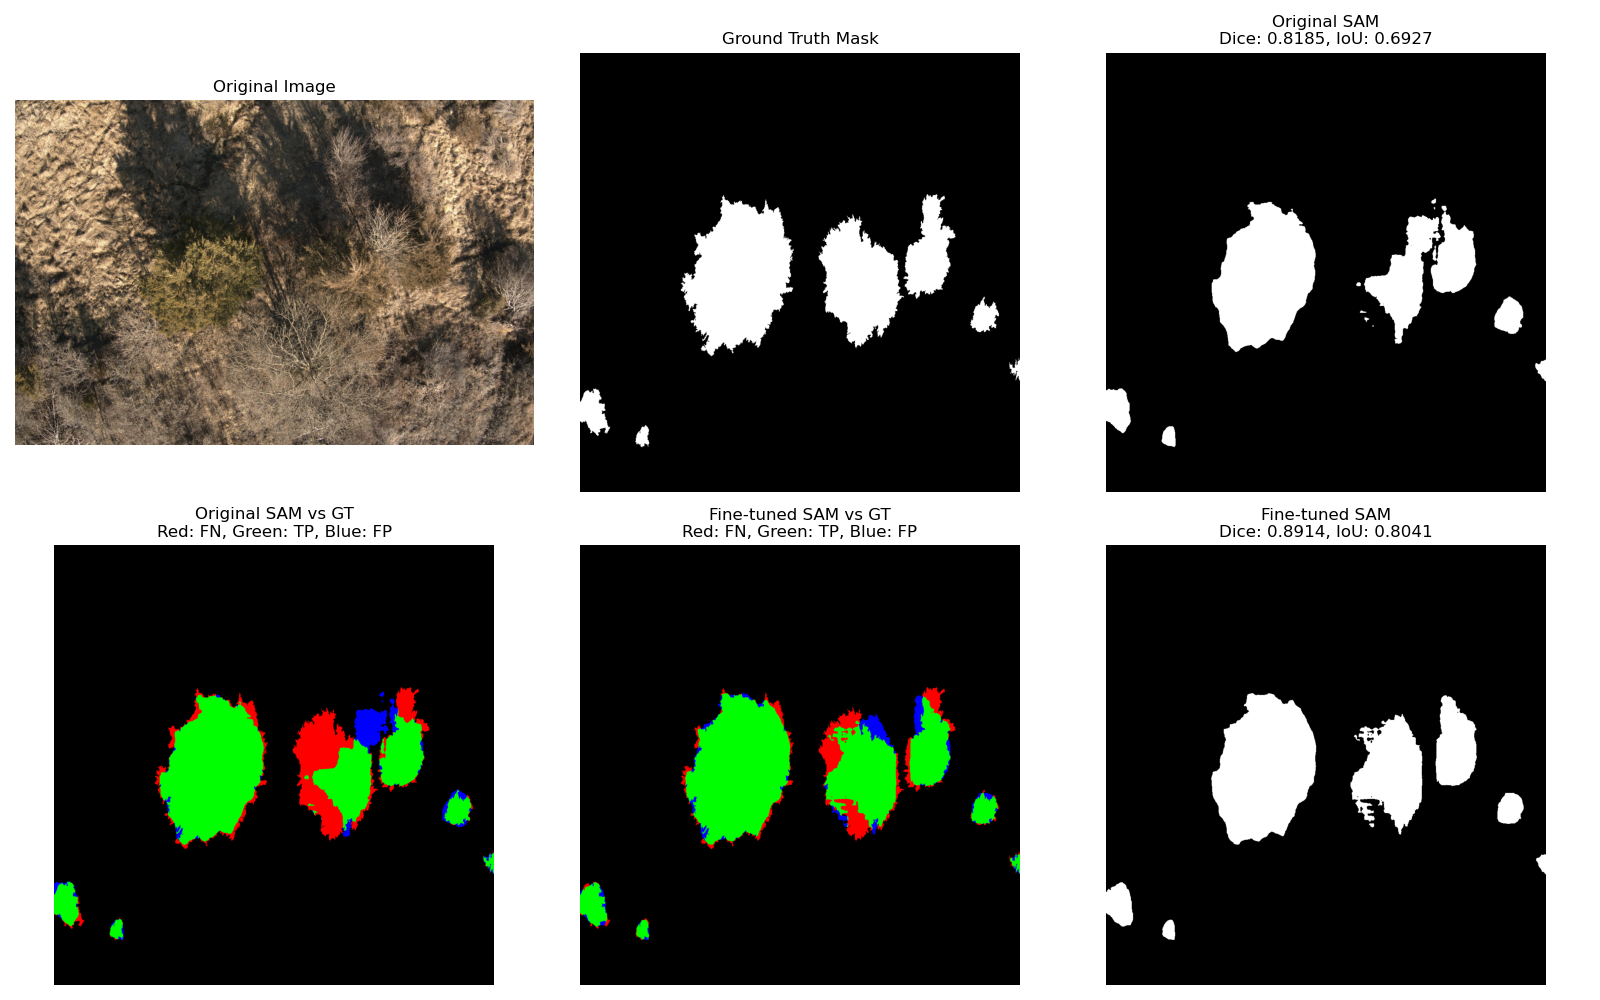 Original Image
Ground Truth Mask
Original SAM
Dice: 0.8185, IoU: 0.6927
Original SAM vs GT
Red: FN, Green: TP, Blue: FP
Fine-tuned SAM vs GT
Red: FN, Green: TP, Blue: FP
Fine-tuned SAM
Dice: 0.8914, IoU: 0.8041